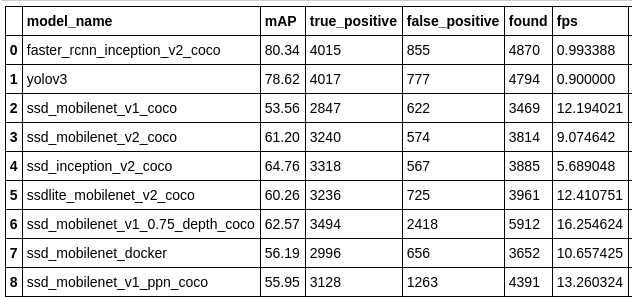 model_name mAP true_positive false_positive found fps
0 faster_rcnn_inception_v2_coco 80.34 4015 855 4870 0.993388
1 yolov3 78.62 4017 777 4794 0.900000
2 ssd_mobilenet_v1_coco 53.56 2847 622 3469 12.194021
3 ssd_mobilenet_v2_coco 61.20 3240 574 3814 9.074642
4 ssd_inception_v2_coco 64.76 3318 567 3885 5.689048
5 ssdlite_mobilenet_v2_coco 60.26 3236 725 3961 12.410751
6 ssd_mobilenet_v1_0.75_depth_coco 62.57 3494 2418 5912 16.254624
7 ssd_mobilenet_docker 56.19 2996 656 3652 10.657425
8 ssd_mobilenet_v1_ppn_coco 55.95 3128 1263 4391 13.260324